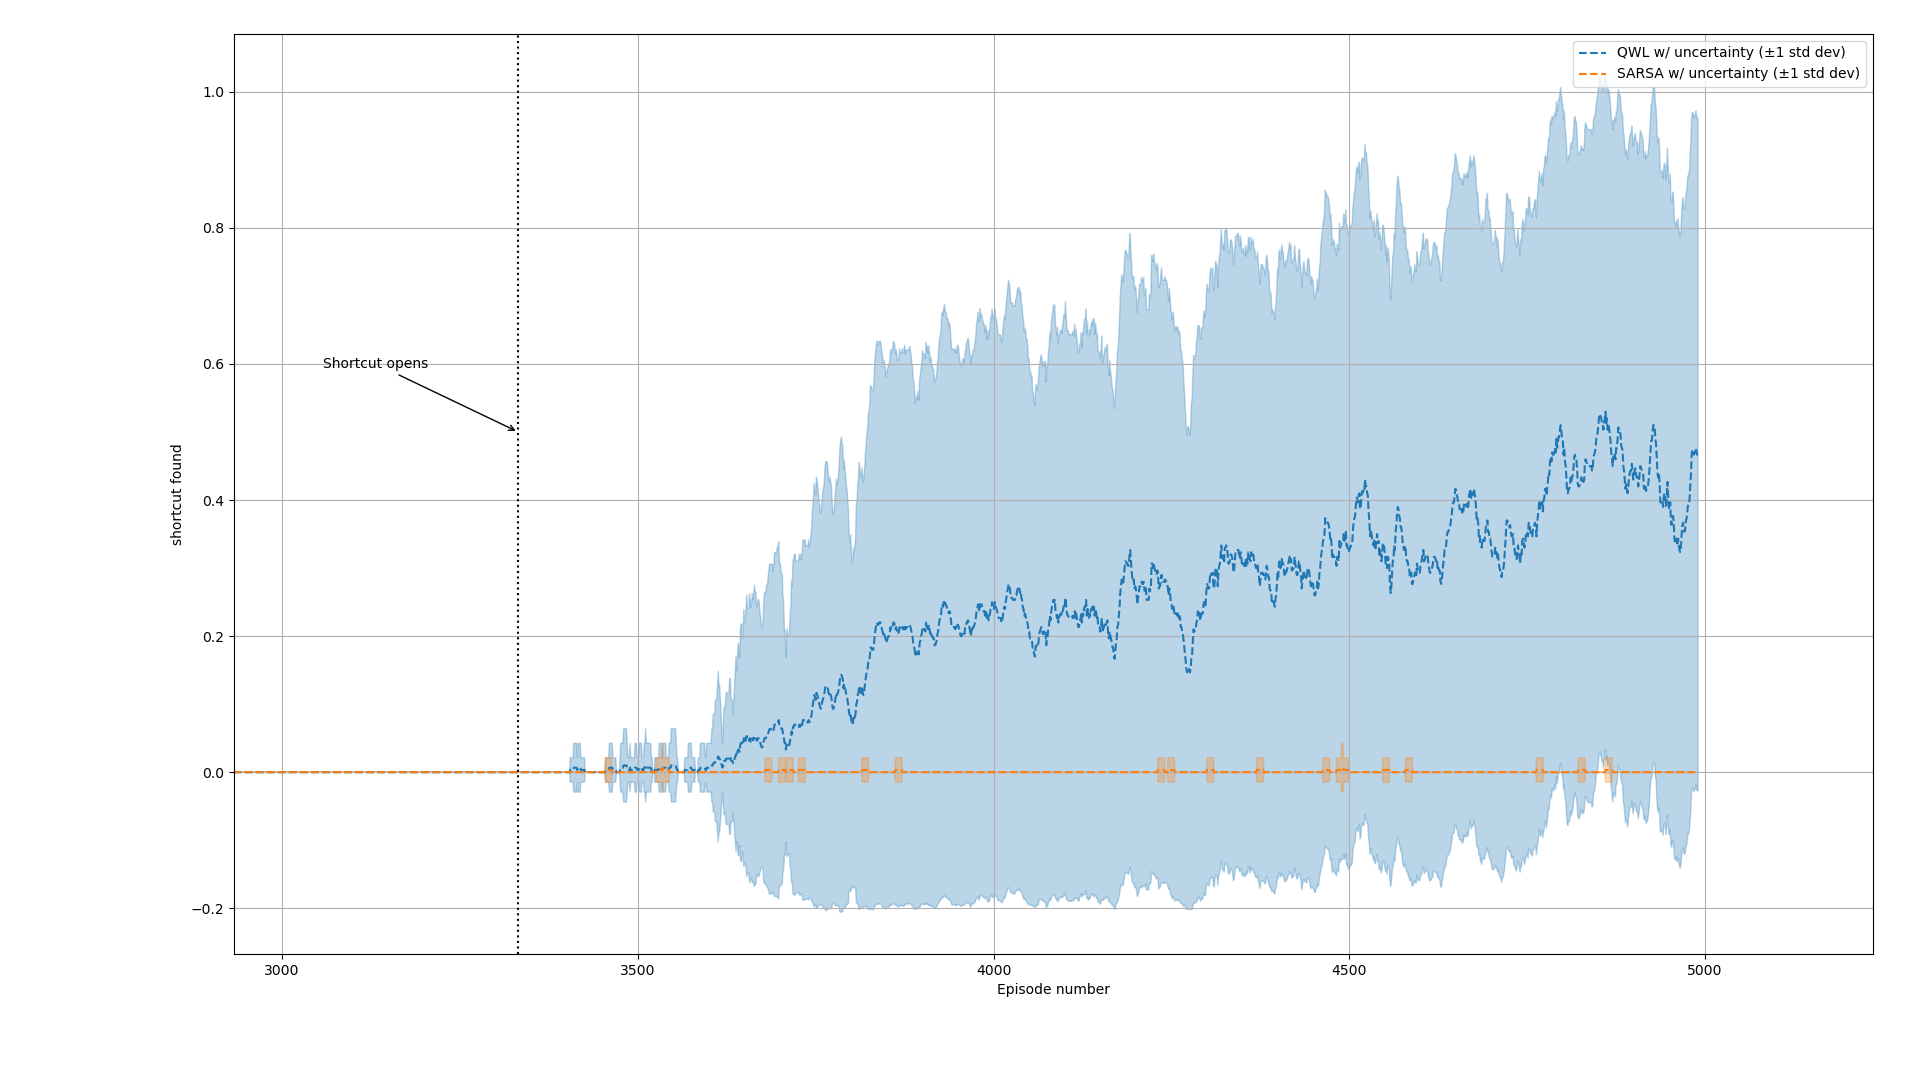 QWL w/ uncertainty (±1 std dev)
SARSA w/ uncertainty (±1 std dev)
1.0
0.8
0.6
0.4
0.2
0.0
−0.2
shortcut found
Shortcut opens
3000 3500 4000 4500 5000
Episode number